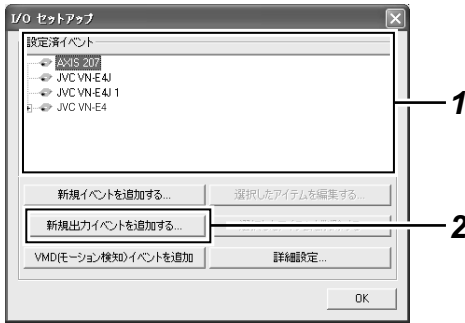 I/O セットアップ
設定済イベント
AXIS 207
JVC VN-E4J
JVC VN-E4J 1
JVC VN-E4
1
新規イベントを追加する...
選択したアイテムを編集する...
新規出力イベントを追加する...
2
VMD(モーション検知)イベントを追加
詳細設定...
OK